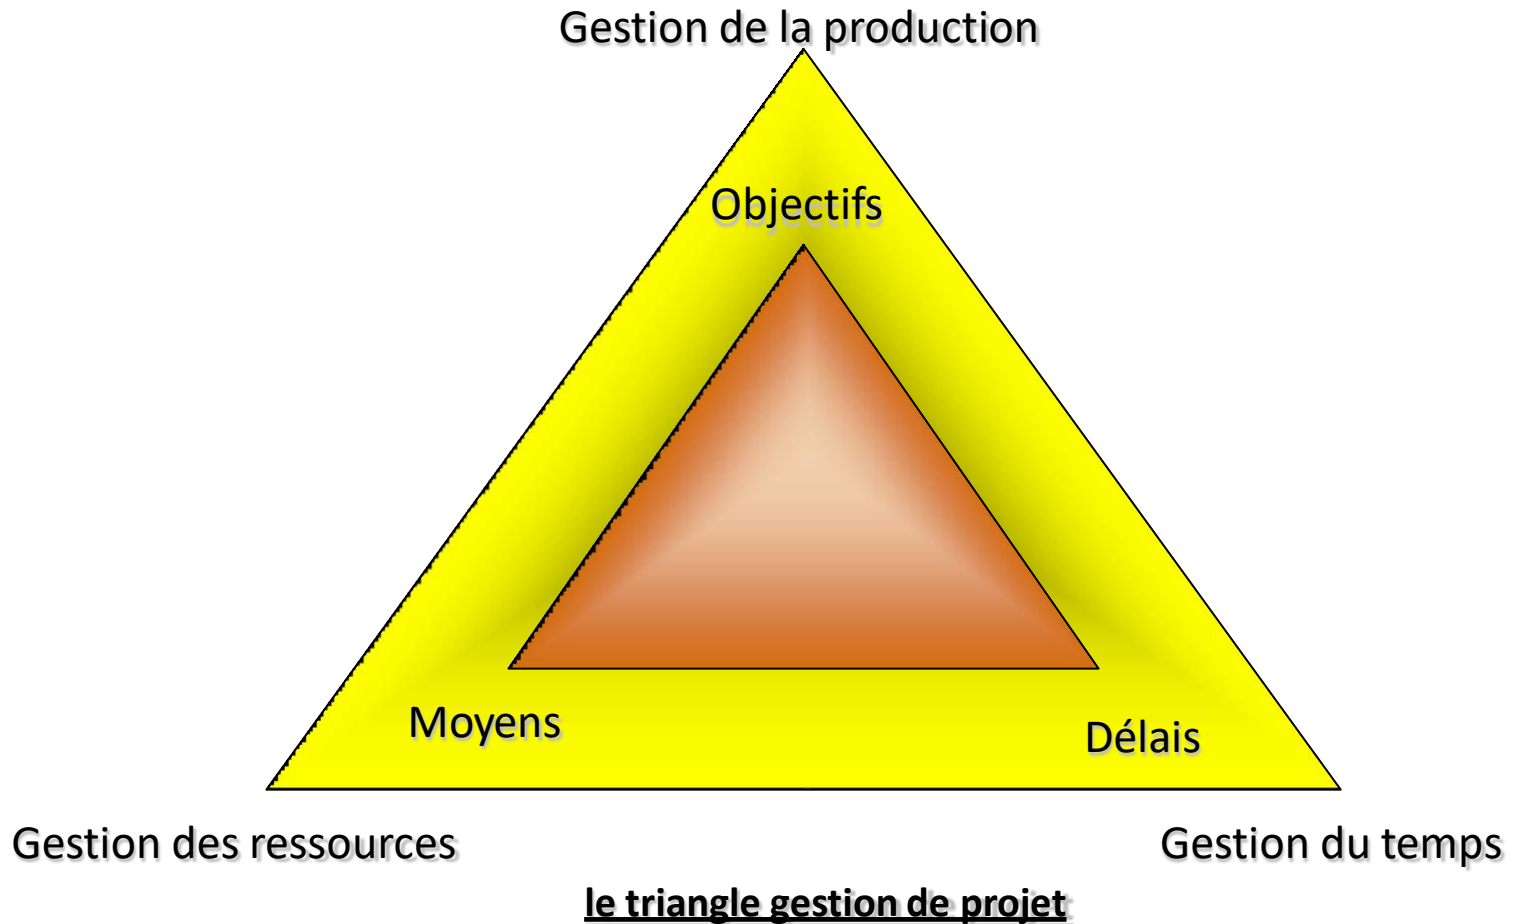 Gestion de la production
Objectifs
Moyens
Délais
Gestion des ressources
Gestion du temps
le triangle gestion de projet